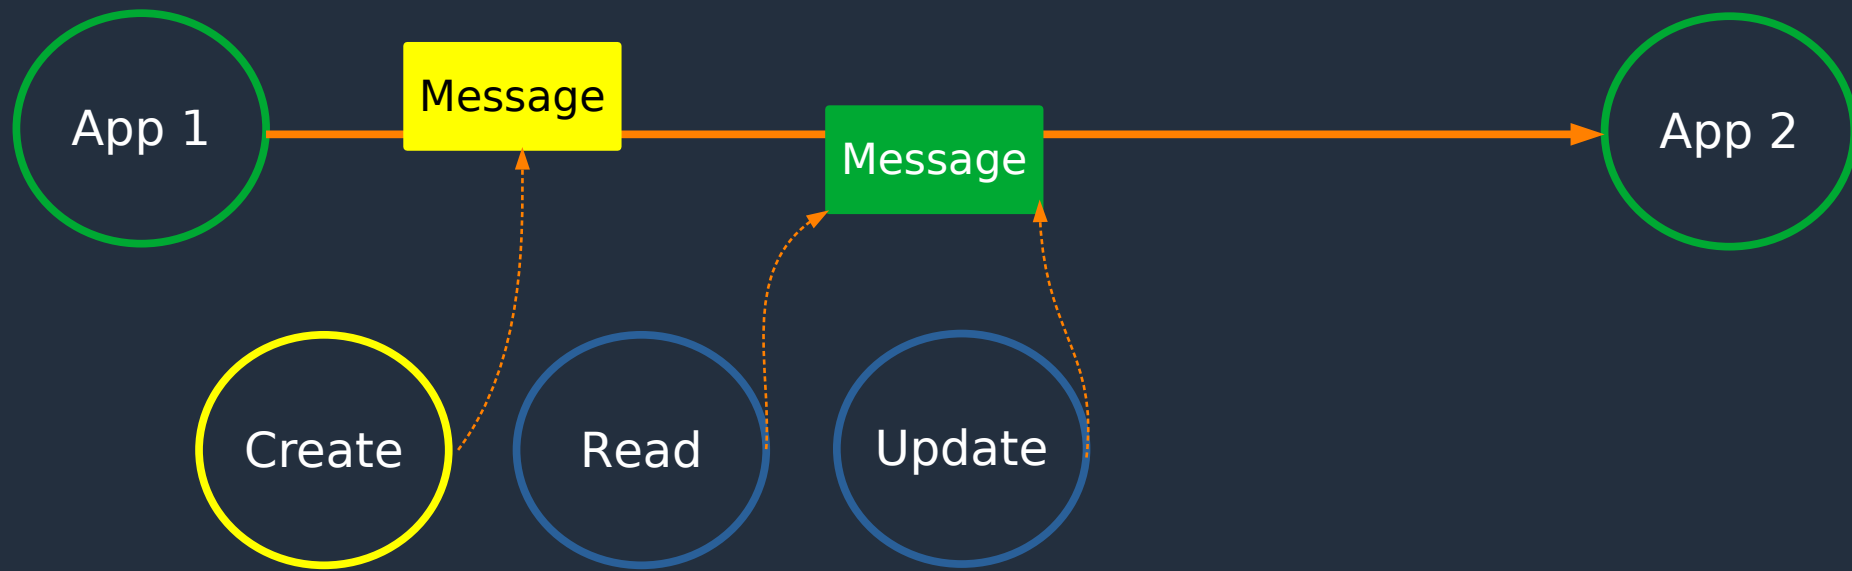 App 1
Message
Message
App 2
Create
Read
Update